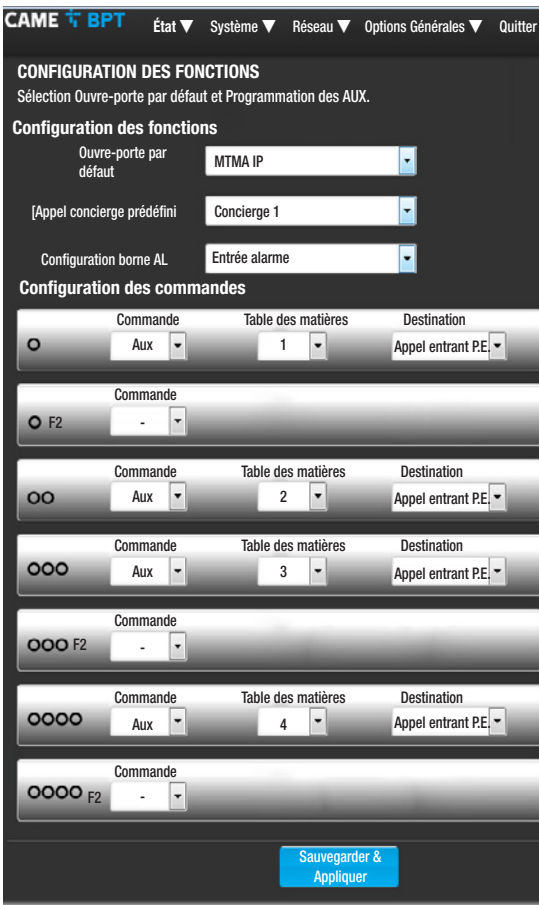 CAME BPT État ▼ Système ▼ Réseau ▼ Options Générales ▼ Quitter
CONFIGURATION DES FONCTIONS
Sélection Ouvre-porte par défaut et Programmation des AUX.
Configuration des fonctions
Ouvre-porte par
défaut
MTMA IP
[Appel concierge prédéfini Concierge 1
Configuration borne AL Entrée alarme
Configuration des commandes
Commande Table des matières Destination
Aux 1 Appel entrant P.E.
Commande
F2 -
Commande Table des matières Destination
Aux 2 Appel entrant P.E.
Commande Table des matières Destination
Aux 3 Appel entrant P.E.
Commande
F2 -
Commande Table des matières Destination
Aux 4 Appel entrant P.E.
Commande
F2 -
Sauvegarder &
Appliquer